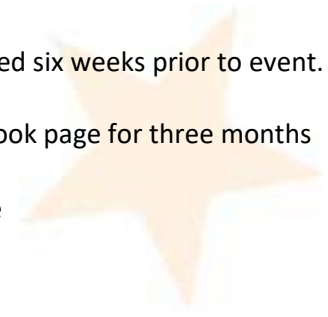 ed six weeks prior to event.
ook page for three months